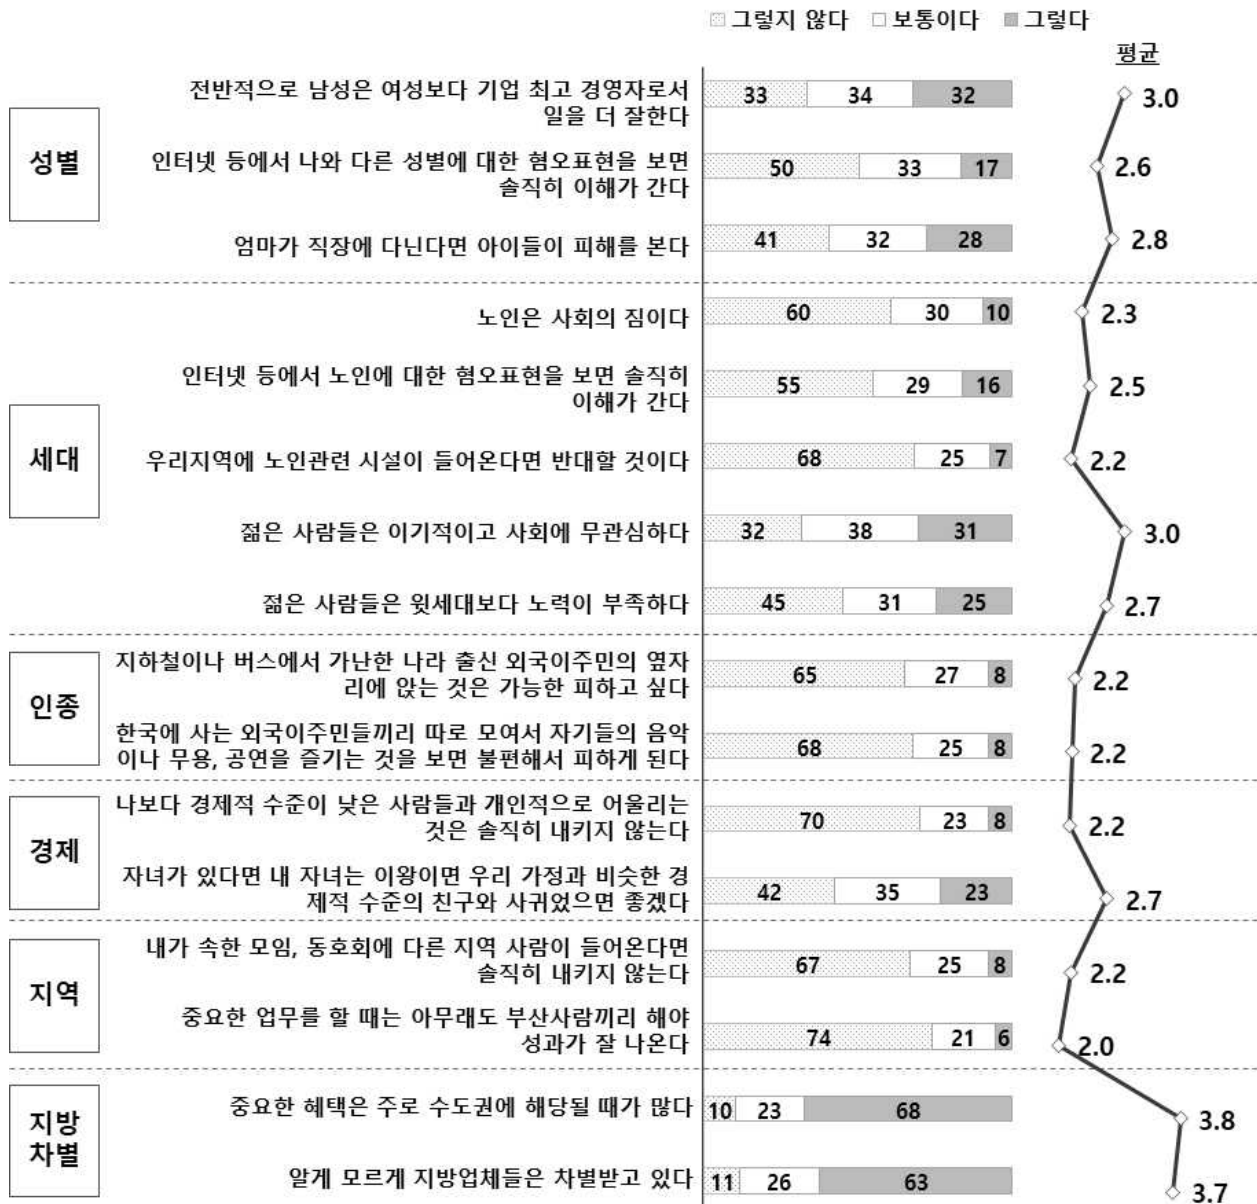 그렇지 않다 보통이다 그렇다
평균
성별
전반적으로 남성은 여성보다 기업 최고 경영자로서
일을 더 잘한다
33 34 32 3.0
인터넷 등에서 나와 다른 성별에 대한 혐오표현을 보면
솔직히 이해가 간다
50 33 17 2.6
엄마가 직장에 다닌다면 아이들이 피해를 본다
41 32 28 2.8
세대
노인은 사회의 짐이다
60 30 10 2.3
인터넷 등에서 노인에 대한 혐오표현을 보면 솔직히
이해가 간다
55 29 16 2.5
우리지역에 노인관련 시설이 들어온다면 반대할 것이다
68 25 7 2.2
젊은 사람들은 이기적이고 사회에 무관심하다
32 38 31 3.0
젊은 사람들은 윗세대보다 노력이 부족하다
45 31 25 2.7
인종
지하철이나 버스에서 가난한 나라 출신 외국이주민의 옆자
리에 앉는 것은 가능한 피하고 싶다
65 27 8 2.2
한국에 사는 외국이주민들끼리 따로 모여서 자기들의 음악
이나 무용, 공연을 즐기는 것을 보면 불편해서 피하게 된다
68 25 8 2.2
경제
나보다 경제적 수준이 낮은 사람들과 개인적으로 어울리는
것은 솔직히 내키지 않는다
70 23 8 2.2
자녀가 있다면 내 자녀는 이왕이면 우리 가정과 비슷한 경
제적 수준의 친구와 사귀었으면 좋겠다
42 35 23 2.7
지역
내가 속한 모임, 동호회에 다른 지역 사람이 들어온다면
솔직히 내키지 않는다
67 25 8 2.2
중요한 업무를 할 때는 아무래도 부산사람끼리 해야
성과가 잘 나온다
74 21 6 2.0
지방
차별
중요한 혜택은 주로 수도권에 해당될 때가 많다
10 23 68 3.8
알게 모르게 지방업체들은 차별받고 있다
11 26 63 3.7